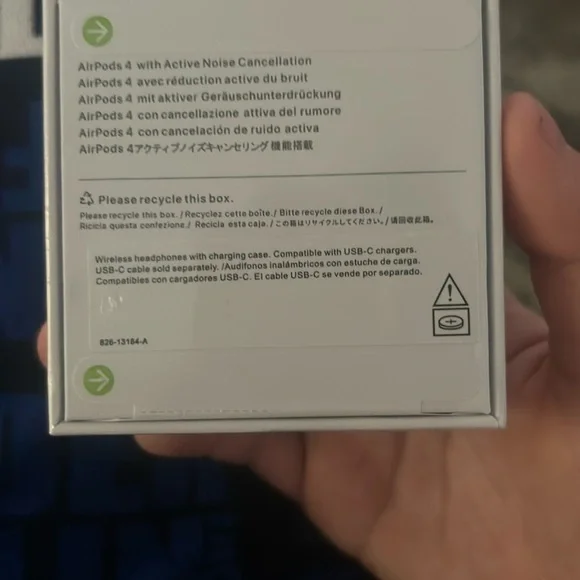 AirPods 4 with Active Noise Cancellation
AirPods 4 avec réduction active du bruit
AirPods 4 mit aktiver Geräuschunterdrückung
AirPods 4 con cancellazione attiva del rumore
AirPods 4 con cancelación de ruido activa
AirPods 4アクティブノイズキャンセリング機能搭載
Please recycle this box.
Please recycle this box. / Recyclez cette boîte. / Bitte recycle diese Box. /
Ricicla questa confezione. / Recicla esta caja. / この箱はリサイクルしてください。/ 请回收此箱。
Wireless headphones with charging case. Compatible with USB-C chargers.
USB-C cable sold separately. /Audífonos inalámbricos con estuche de carga.
Compatibles con cargadores USB-C. El cable USB-C se vende por separado.
826-13184-A